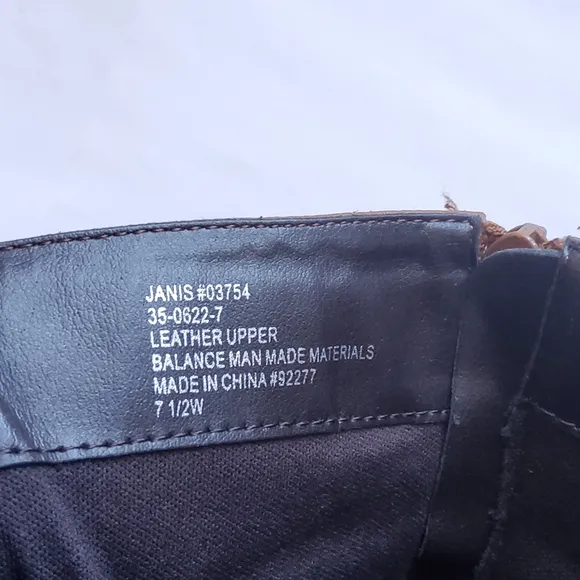 JANIS #03754
35-0622-7
LEATHER UPPER
BALANCE MAN MADE MATERIALS
MADE IN CHINA #92277
7 1/2W